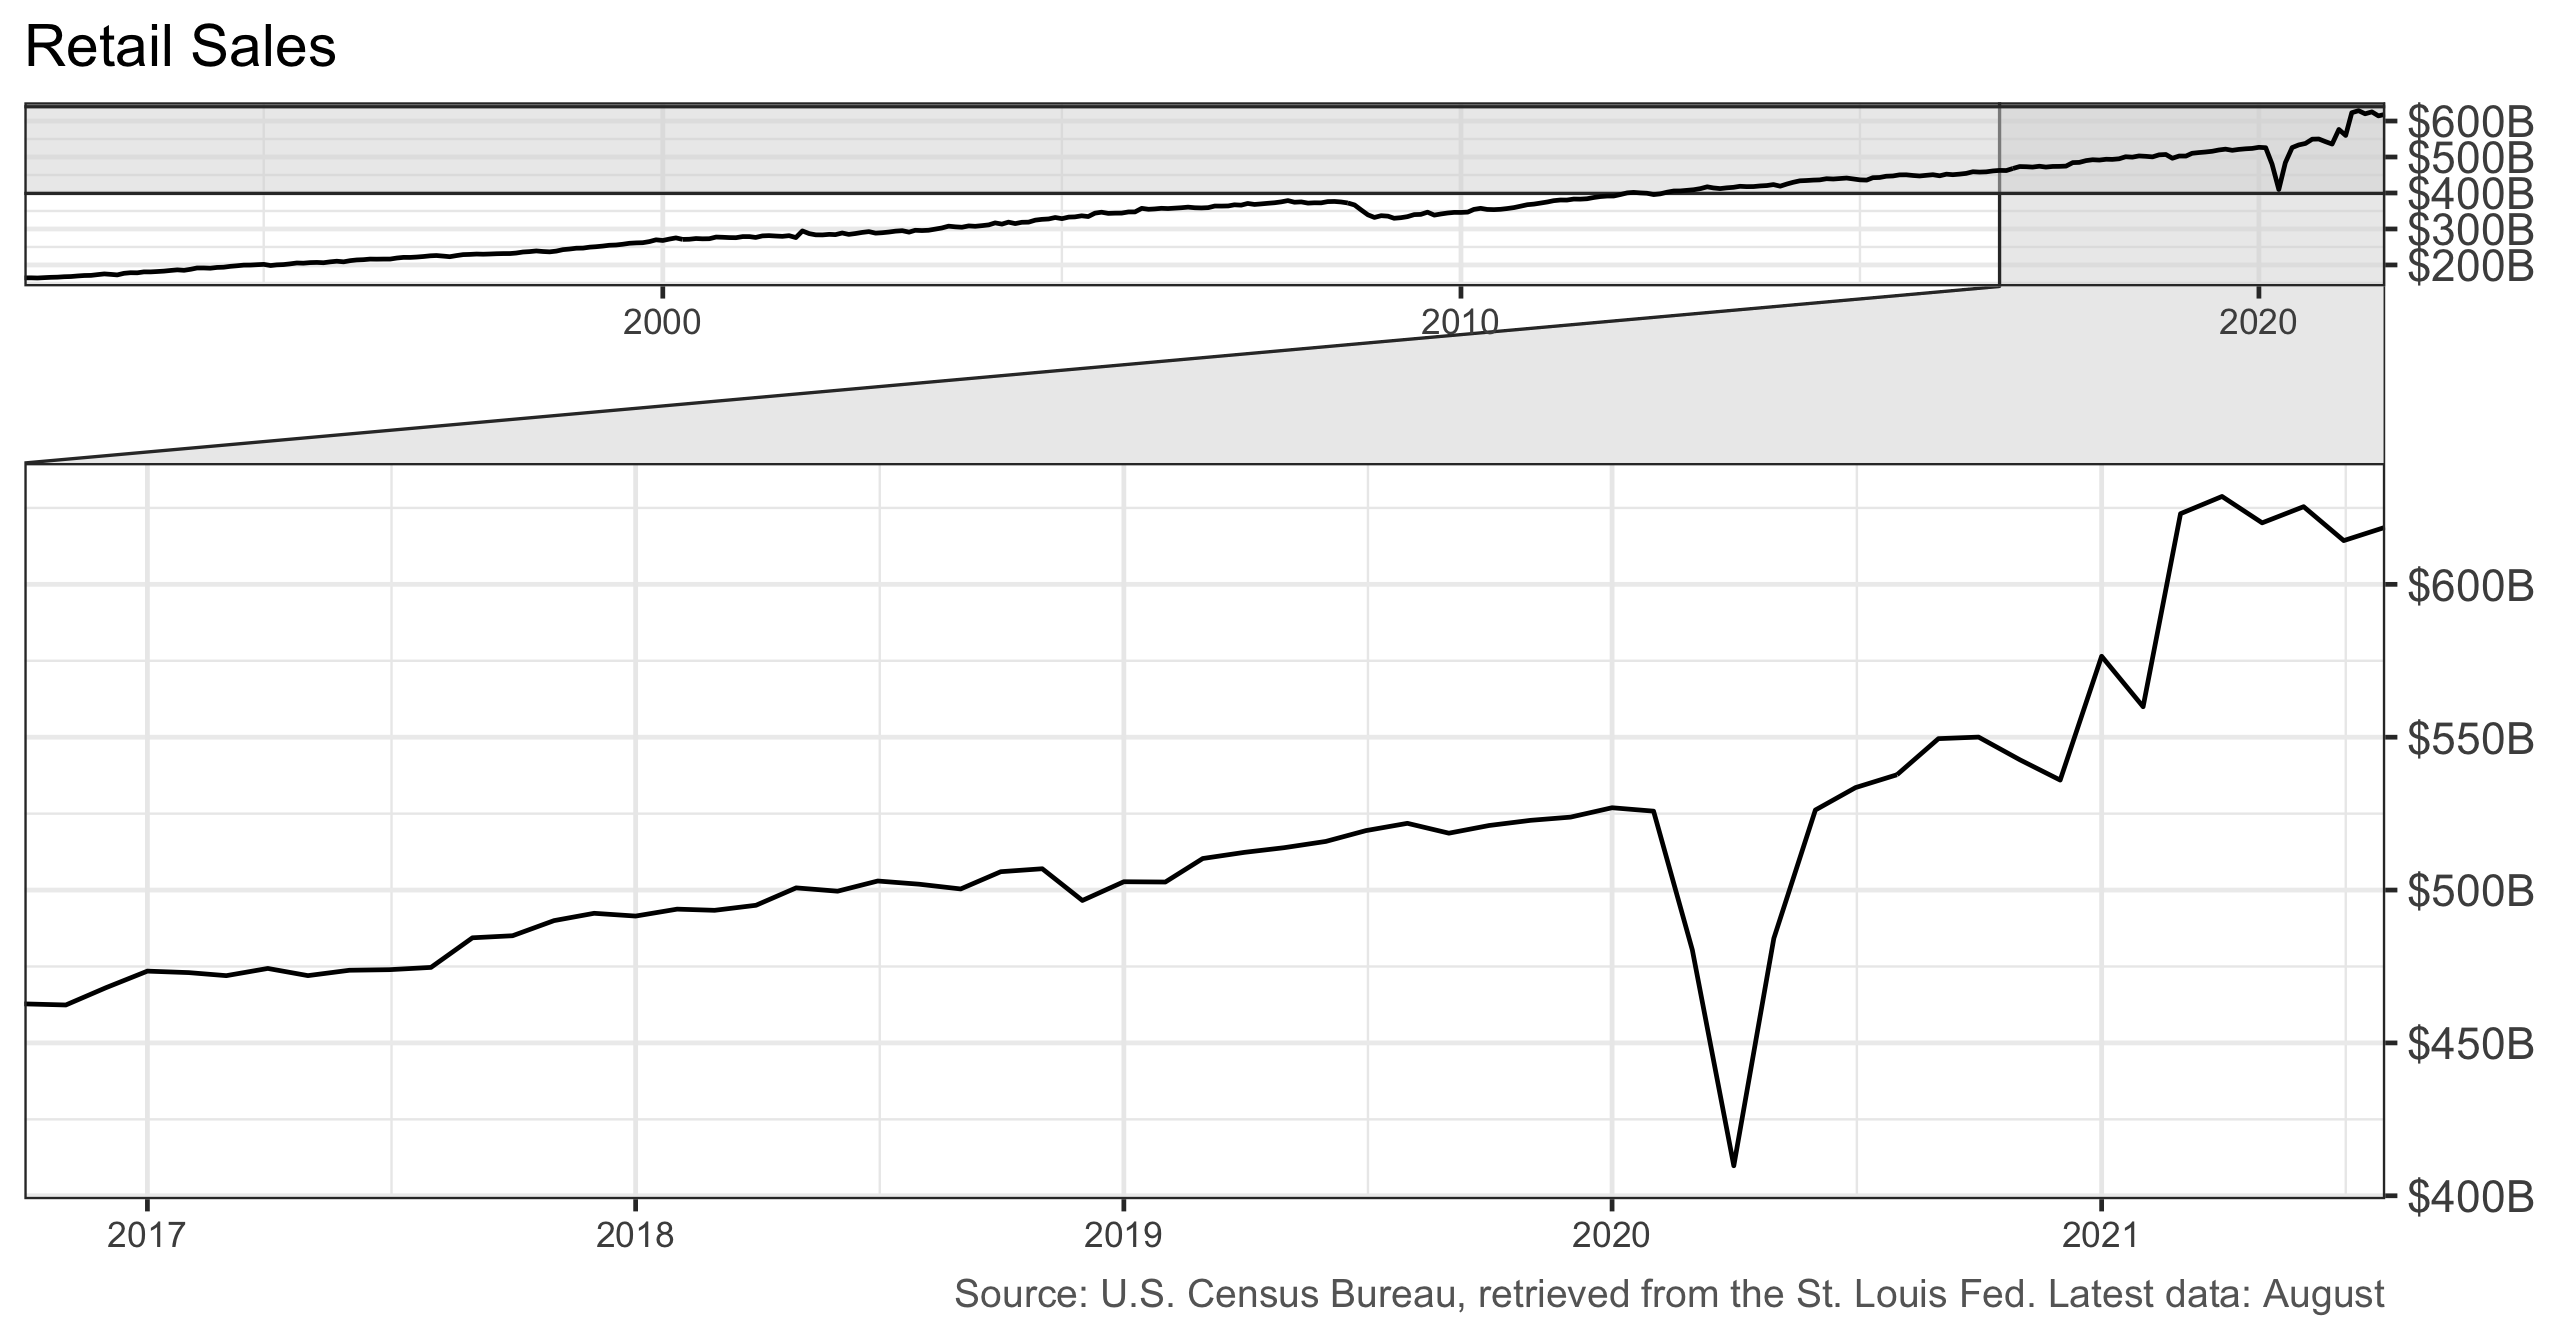 Retail Sales
$600B
$500B
$400B
$300B
$200B
2000 2010 2020
$600B
$550B
$500B
$450B
$400B
2017 2018 2019 2020 2021
Source: U.S. Census Bureau, retrieved from the St. Louis Fed. Latest data: August